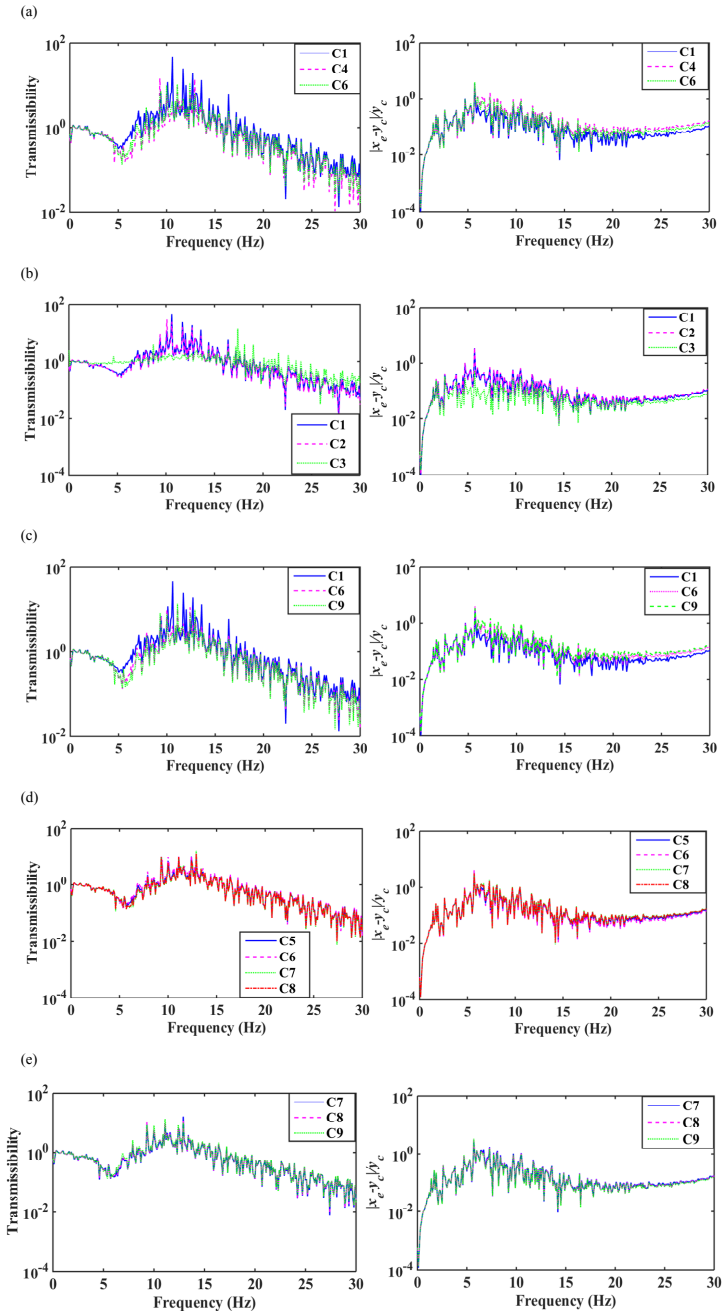 (a)
Transmissibility
10^2
10^0
10^-2
0 5 10 15 20 25 30
Frequency (Hz)
C1
C4
C6
|x_e-y_c|/y_c
10^2
10^0
10^-2
10^-4
0 5 10 15 20 25 30
Frequency (Hz)
C1
C4
C6
(b)
Transmissibility
10^2
10^0
10^-2
10^-4
0 5 10 15 20 25 30
Frequency (Hz)
C1
C2
C3
|x_e-y_c|/y_c
10^2
10^0
10^-2
10^-4
0 5 10 15 20 25 30
Frequency (Hz)
C1
C2
C3
(c)
Transmissibility
10^2
10^0
10^-2
0 5 10 15 20 25 30
Frequency (Hz)
C1
C6
C9
|x_e-y_c|/y_c
10^2
10^0
10^-2
10^-4
0 5 10 15 20 25 30
Frequency (Hz)
C1
C6
C9
(d)
Transmissibility
10^2
10^0
10^-2
10^-4
0 5 10 15 20 25 30
Frequency (Hz)
C5
C6
C7
C8
|x_e-y_c|/y_c
10^2
10^0
10^-2
10^-4
0 5 10 15 20 25 30
Frequency (Hz)
C5
C6
C7
C8
(e)
Transmissibility
10^2
10^0
10^-2
10^-4
0 5 10 15 20 25 30
Frequency (Hz)
C7
C8
C9
|x_e-y_c|/y_c
10^2
10^0
10^-2
10^-4
0 5 10 15 20 25 30
Frequency (Hz)
C7
C8
C9